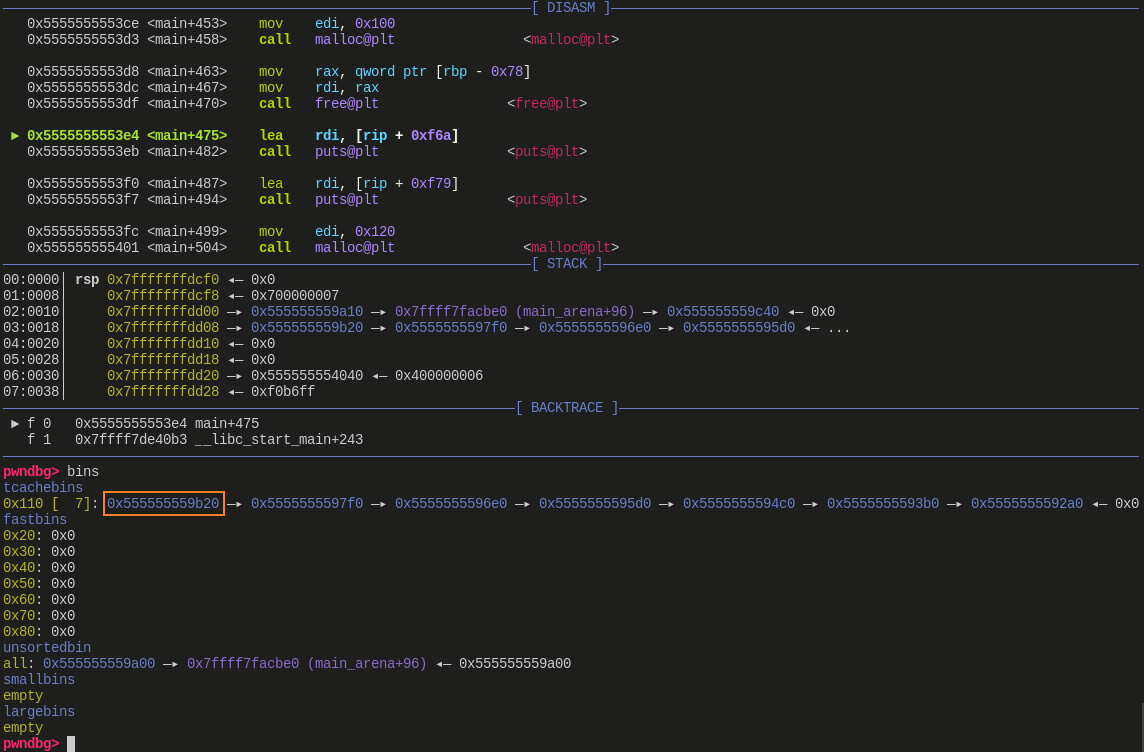 [ DISASM ]
0x5555555553ce <main+453>    mov    edi, 0x100
0x5555555553d3 <main+458>    call   malloc@plt                <malloc@plt>
0x5555555553d8 <main+463>    mov    rax, qword ptr [rbp - 0x78]
0x5555555553dc <main+467>    mov    rdi, rax
0x5555555553df <main+470>    call   free@plt                <free@plt>
► 0x5555555553e4 <main+475>    lea    rdi, [rip + 0xf6a]
0x5555555553eb <main+482>    call   puts@plt                <puts@plt>
0x5555555553f0 <main+487>    lea    rdi, [rip + 0xf79]
0x5555555553f7 <main+494>    call   puts@plt                <puts@plt>
0x5555555553fc <main+499>    mov    edi, 0x120
0x555555555401 <main+504>    call   malloc@plt                <malloc@plt>
[ STACK ]
00:0000│ rsp 0x7fffffffdcf0 ◂— 0x0
01:0008│     0x7fffffffdcf8 ◂— 0x700000007
02:0010│     0x7fffffffdd00 —▸ 0x555555559a10 —▸ 0x7ffff7facbe0 (main_arena+96) —▸ 0x555555559c40 ◂— 0x0
03:0018│     0x7fffffffdd08 —▸ 0x555555559b20 —▸ 0x5555555597f0 —▸ 0x5555555596e0 —▸ 0x5555555595d0 ◂— ...
04:0020│     0x7fffffffdd10 ◂— 0x0
05:0028│     0x7fffffffdd18 ◂— 0x0
06:0030│     0x7fffffffdd20 —▸ 0x555555554040 ◂— 0x400000006
07:0038│     0x7fffffffdd28 ◂— 0xf0b6ff
[ BACKTRACE ]
► f 0   0x5555555553e4 main+475
f 1   0x7ffff7de40b3 __libc_start_main+243
pwndbg> bins
tcachebins
0x110 [  7]: 0x555555559b20 —▸ 0x5555555597f0 —▸ 0x5555555596e0 —▸ 0x5555555595d0 —▸ 0x5555555594c0 —▸ 0x5555555593b0 —▸ 0x5555555592a0 ◂— 0x0
fastbins
0x20: 0x0
0x30: 0x0
0x40: 0x0
0x50: 0x0
0x60: 0x0
0x70: 0x0
0x80: 0x0
unsortedbin
all: 0x555555559a00 —▸ 0x7ffff7facbe0 (main_arena+96) ◂— 0x555555559a00
smallbins
empty
largebins
empty
pwndbg>